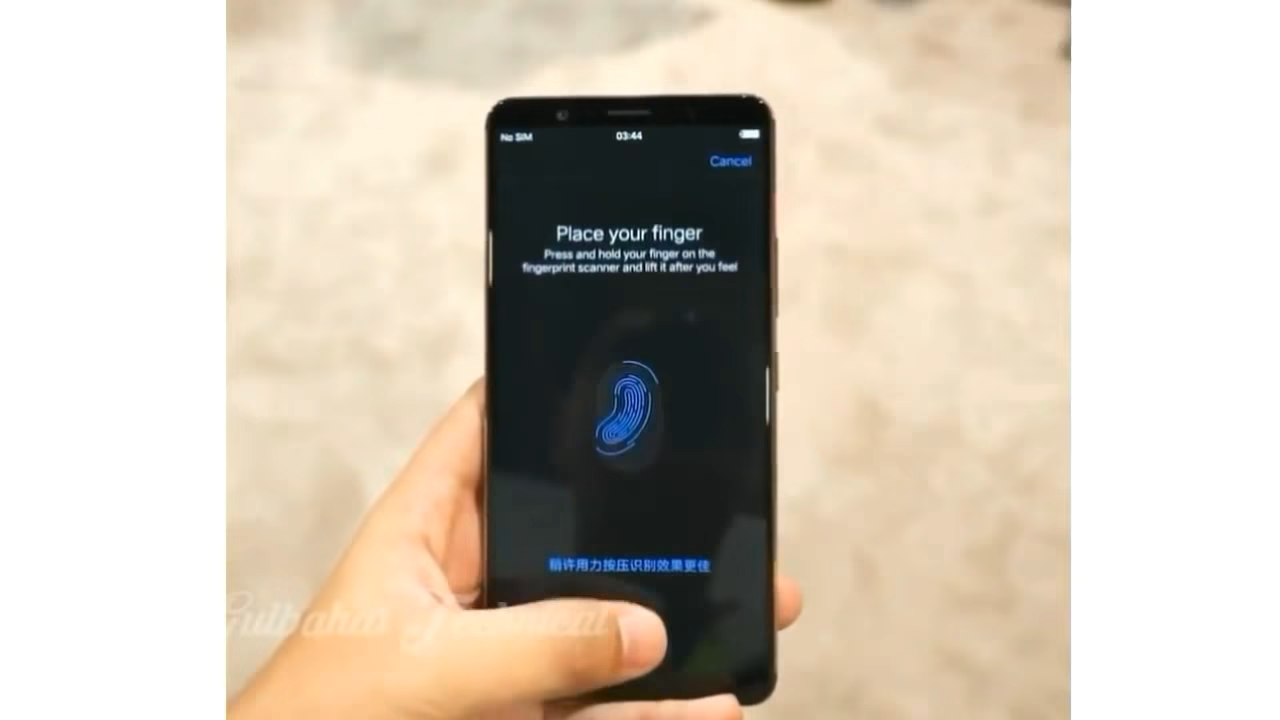 No SIM
03:44
Cancel
Place your finger
Press and hold your finger on the
fingerprint scanner and lift it after you feel
稍许用力按压识别效果更佳